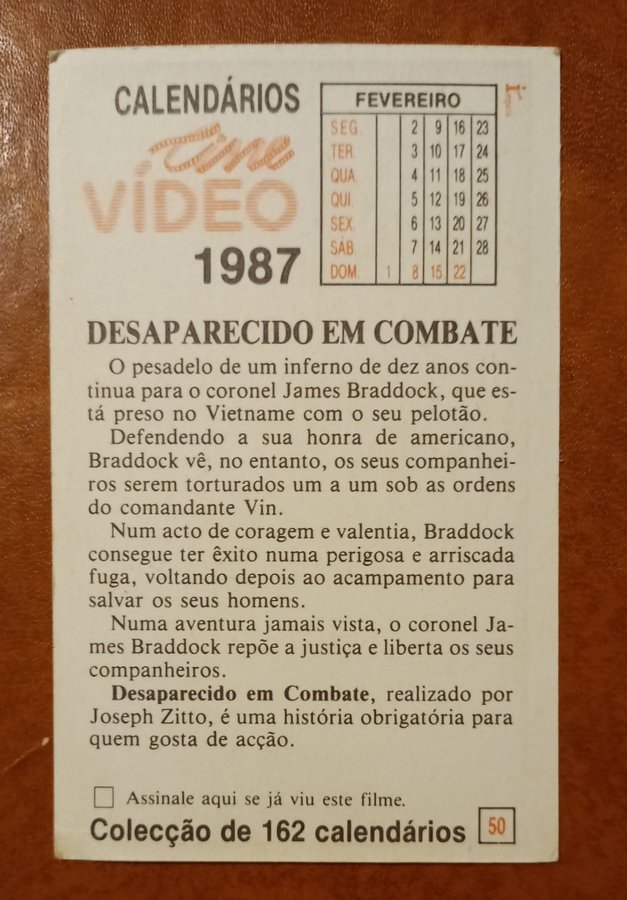 CALENDÁRIOS
Cine
VÍDEO
1987
FEVEREIRO
SEG. 2 9 16 23
TER. 3 10 17 24
QUA. 4 11 18 25
QUI. 5 12 19 26
SEX. 6 13 20 27
SÁB 7 14 21 28
DOM. 1 8 15 22
DESAPARECIDO EM COMBATE
O pesadelo de um inferno de dez anos con-
tinua para o coronel James Braddock, que es-
tá preso no Vietname com o seu pelotão.
Defendendo a sua honra de americano,
Braddock vê, no entanto, os seus companhei-
ros serem torturados um a um sob as ordens
do comandante Vin.
Num acto de coragem e valentia, Braddock
consegue ter êxito numa perigosa e arriscada
fuga, voltando depois ao acampamento para
salvar os seus homens.
Numa aventura jamais vista, o coronel Ja-
mes Braddock repõe a justiça e liberta os seus
companheiros.
Desaparecido em Combate, realizado por
Joseph Zitto, é uma história obrigatória para
quem gosta de acção.
Assinale aqui se já viu este filme.
Colecção de 162 calendários 50